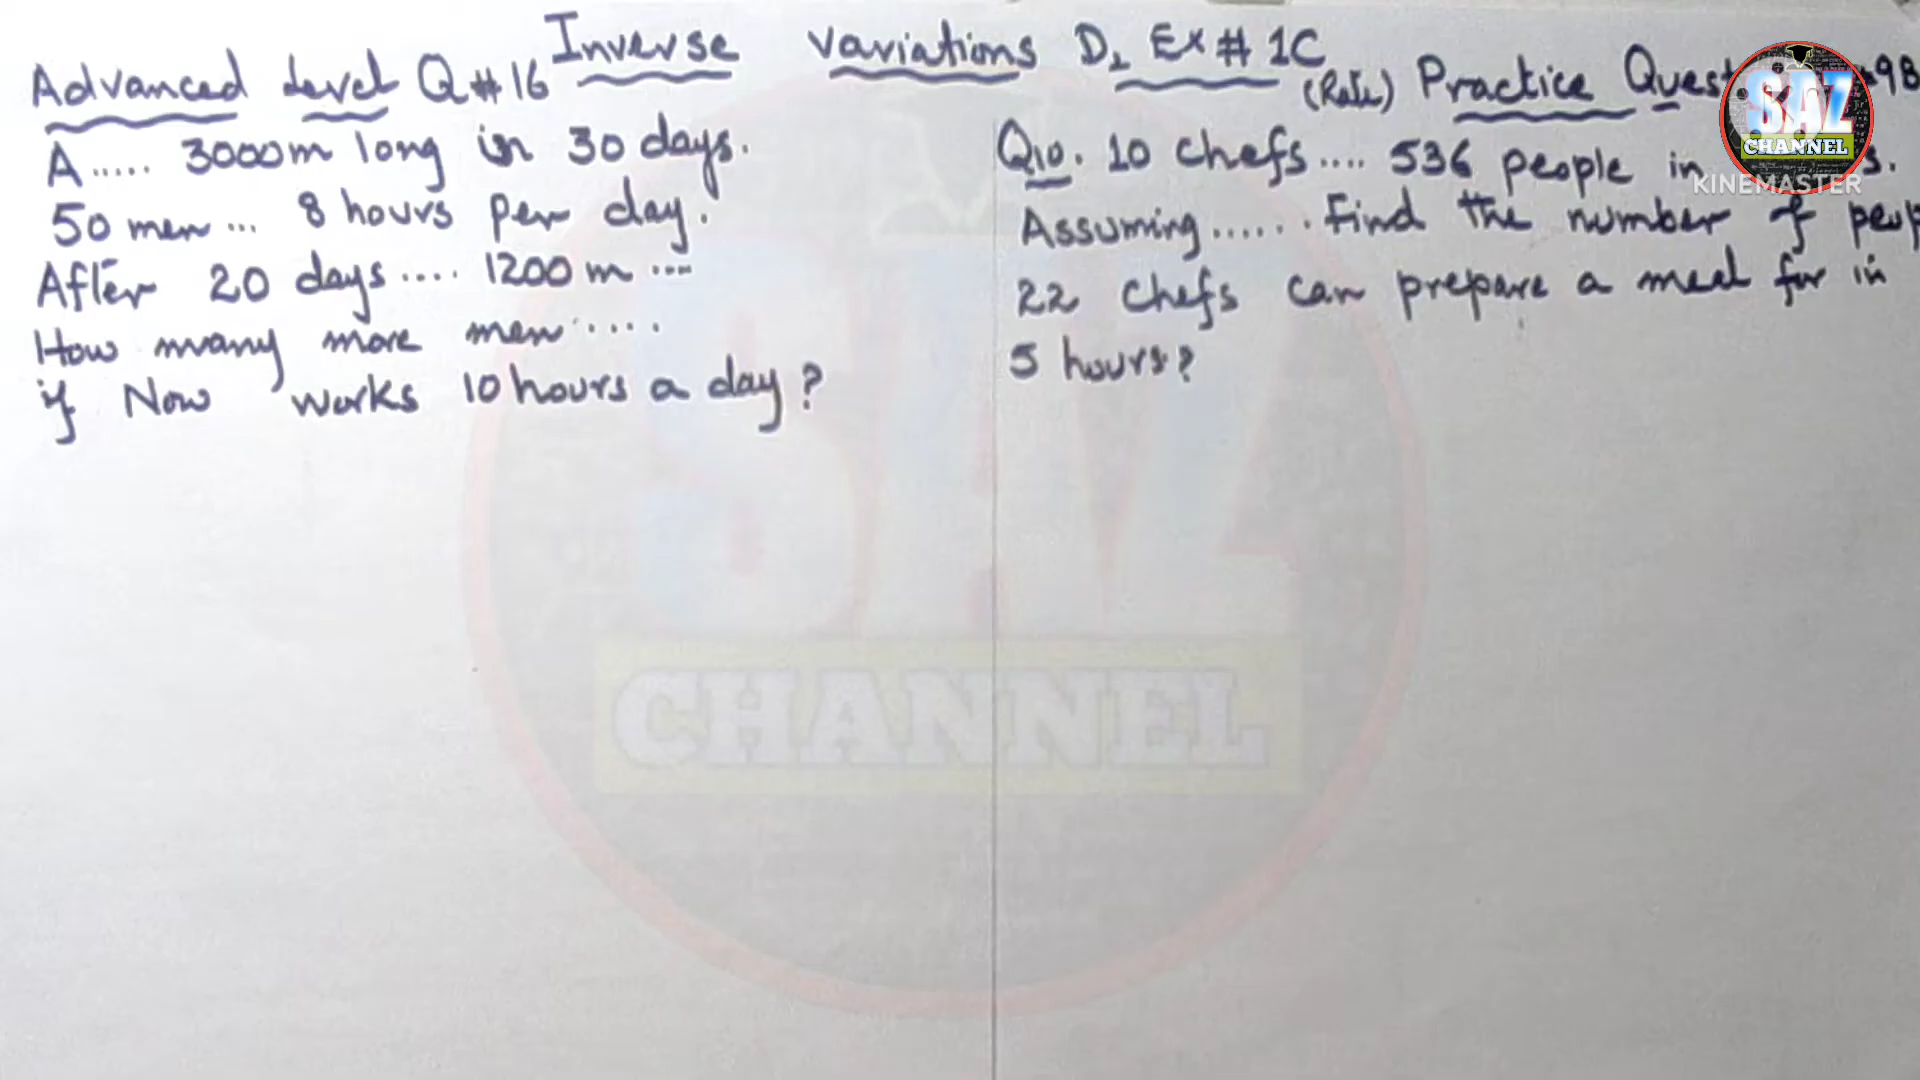 Inverse Variations D2 Ex # 1C
Advanced Level Q # 16
A ..... 3000m long in 30 days.
50 men ... 8 hours per day.
After 20 days .... 1200 m ....
How many more men ....
if Now works 10 hours a day?
(Rate) Practice Quest 98
Q10. 10 chefs .... 536 people in s.
Assuming ...... Find the number of peop
22 chefs can prepare a meal for in
5 hours?
SAZ
CHANNEL
KINEMASTER
CHANNEL